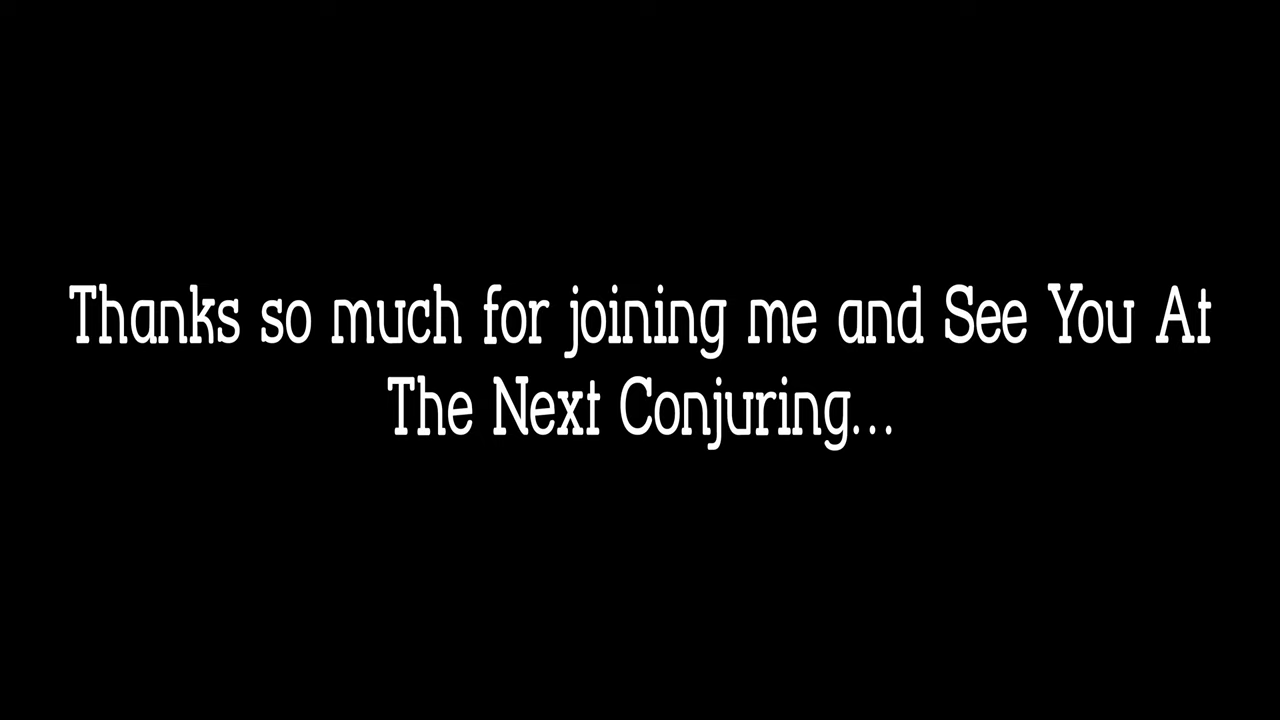 Thanks so much for joining me and See You At
The Next Conjuring...